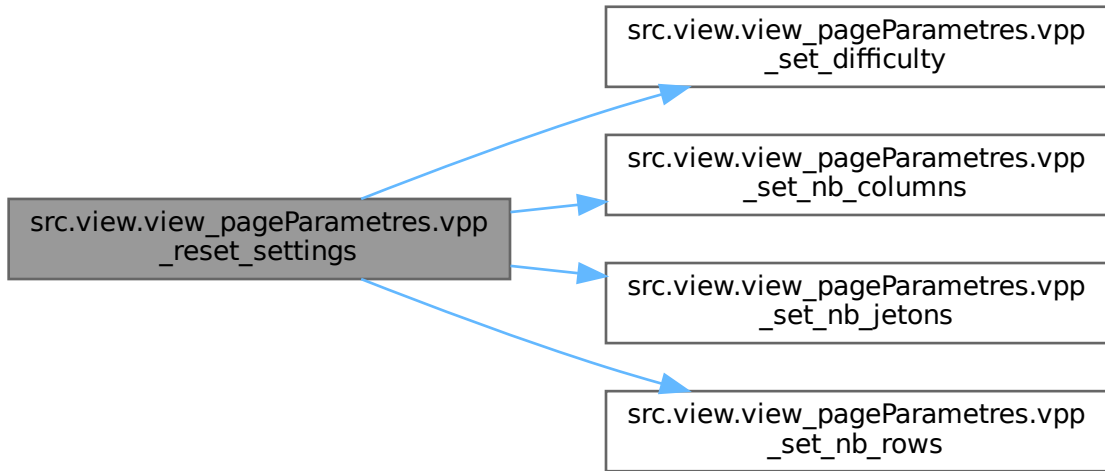 src.view.view_pageParametres.vpp
_set_difficulty
src.view.view_pageParametres.vpp
_set_nb_columns
src.view.view_pageParametres.vpp
_reset_settings
src.view.view_pageParametres.vpp
_set_nb_jetons
src.view.view_pageParametres.vpp
_set_nb_rows